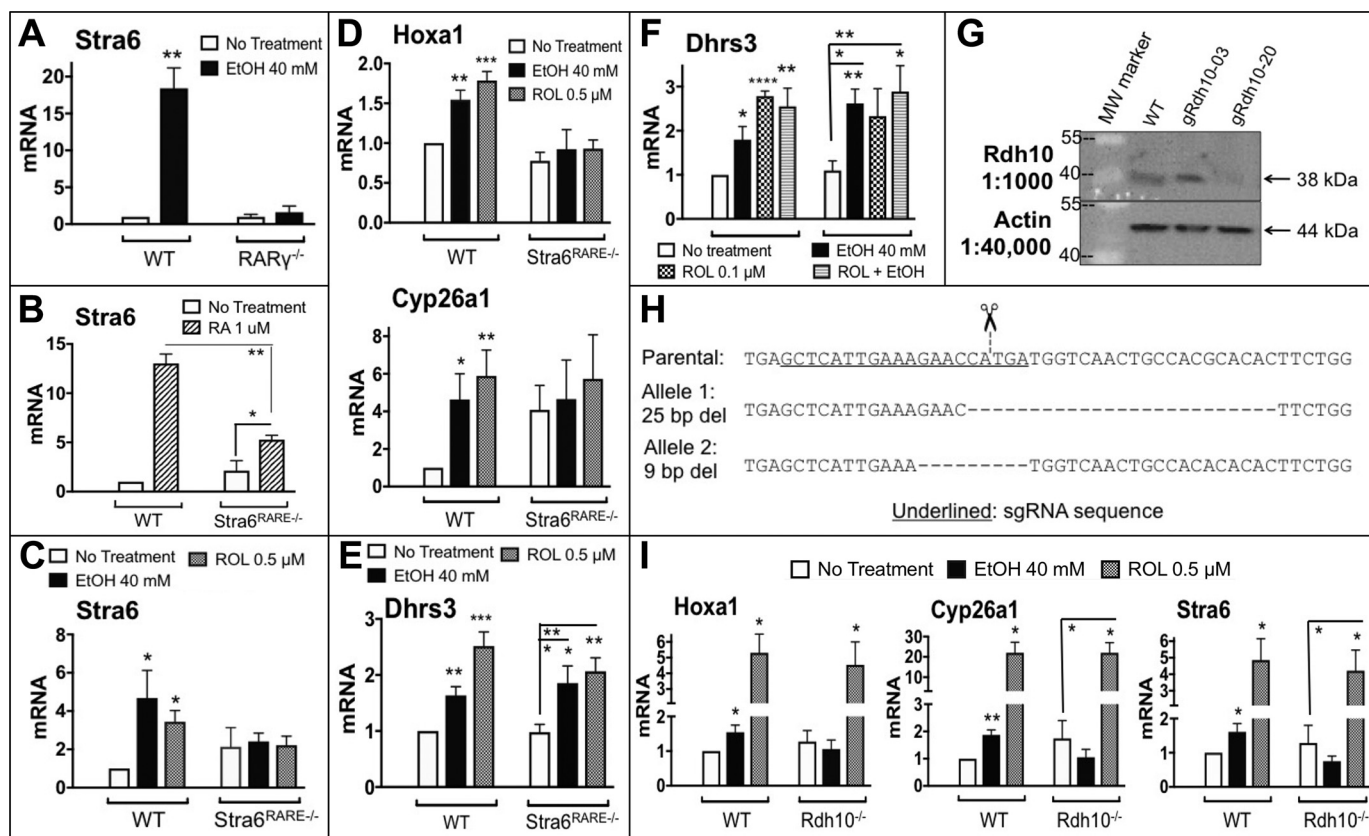 A
Stra6
No Treatment
EtOH 40 mM
**
mRNA
20
15
10
5
0
WT
RARγ-/-
B
Stra6
No Treatment
RA 1 uM
**
*
mRNA
15
10
5
0
WT
Stra6RARE-/-
C
No Treatment
ROL 0.5 µM
EtOH 40 mM
Stra6
*
*
mRNA
8
6
4
2
0
WT
Stra6RARE-/-
D
Hoxa1
No Treatment
EtOH 40 mM
ROL 0.5 µM
**
***
mRNA
2.0
1.5
1.0
0.5
0.0
WT
Stra6RARE-/-
Cyp26a1
*
**
mRNA
8
6
4
2
0
WT
Stra6RARE-/-
E
No Treatment
ROL 0.5 µM
EtOH 40 mM
Dhrs3
**
***
**
*
*
**
mRNA
3
2
1
0
WT
Stra6RARE-/-
F
Dhrs3
*
****
**
**
*
**
*
mRNA
3
2
1
0
No treatment
EtOH 40 mM
ROL 0.1 µM
ROL + EtOH
G
MW marker
WT
gRdh10-03
gRdh10-20
Rdh10
1:1000
55--
40--
38 kDa
Actin
1:40,000
55--
40--
44 kDa
H
Parental: TGAGCTCATTGAAAGAACCATGATGGTCAACTGCCACGCACACTTCTGG
Allele 1:
25 bp del TGAGCTCATTGAAAGAAC-------------------------TTCTGG
Allele 2:
9 bp del TGAGCTCATTGAAA---------TGGTCAACTGCCACACACACTTCTGG
Underlined: sgRNA sequence
I
No Treatment
EtOH 40 mM
ROL 0.5 µM
Hoxa1
*
*
*
mRNA
6
5
4
3
2
1
0
WT
Rdh10-/-
Cyp26a1
**
*
*
*
mRNA
30
20
10
3
2
1
0
WT
Rdh10-/-
Stra6
*
*
*
*
mRNA
6
5
4
3
2
1
0
WT
Rdh10-/-